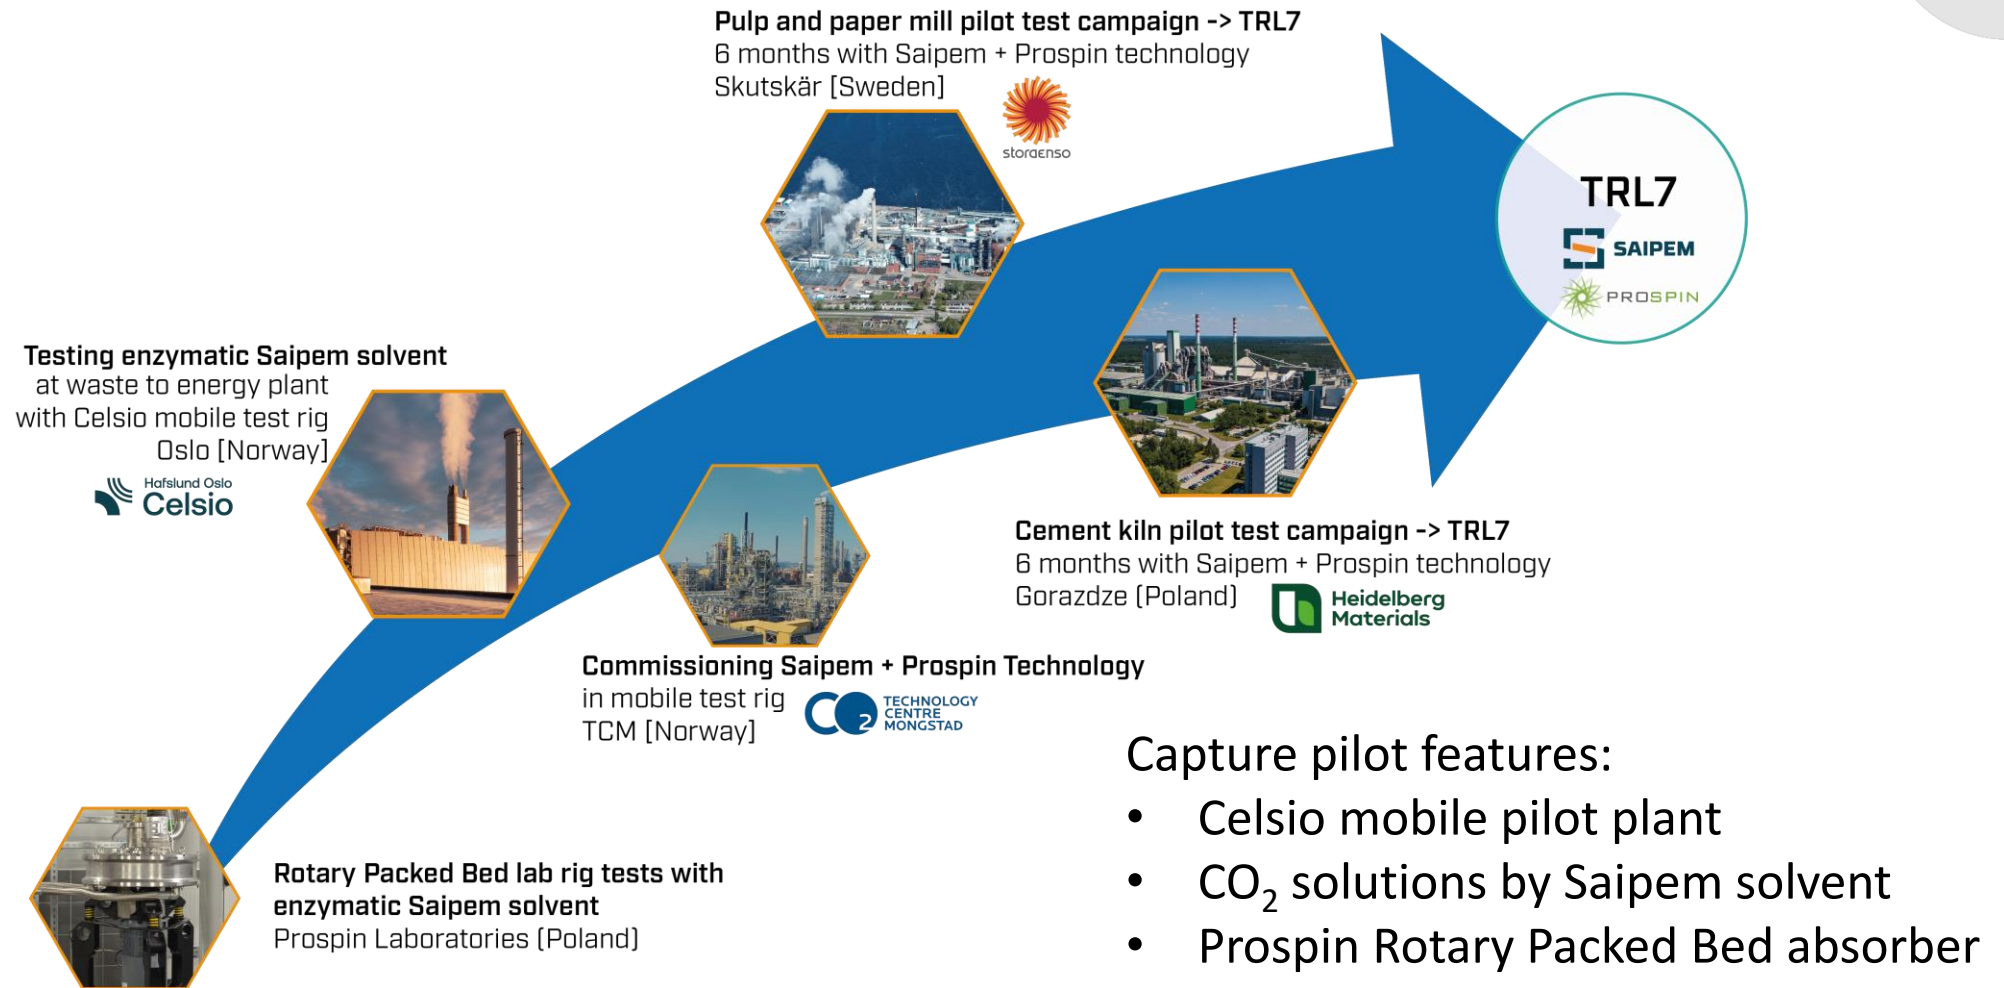 Pulp and paper mill pilot test campaign -> TRL7
6 months with Saipem + Prospin technology
Skutskär [Sweden]
storaenso
TRL7
SAIPEM
PROSPIN
Testing enzymatic Saipem solvent
at waste to energy plant
with Celsio mobile test rig
Oslo [Norway]
Hafslund Oslo
Celsio
Cement kiln pilot test campaign -> TRL7
6 months with Saipem + Prospin technology
Gorazdze (Poland)
Heidelberg
Materials
Commissioning Saipem + Prospin Technology
in mobile test rig
TCM [Norway]
CO2 TECHNOLOGY
CENTRE
MONGSTAD
Rotary Packed Bed lab rig tests with
enzymatic Saipem solvent
Prospin Laboratories (Poland)
Capture pilot features:
• Celsio mobile pilot plant
• CO₂ solutions by Saipem solvent
• Prospin Rotary Packed Bed absorber